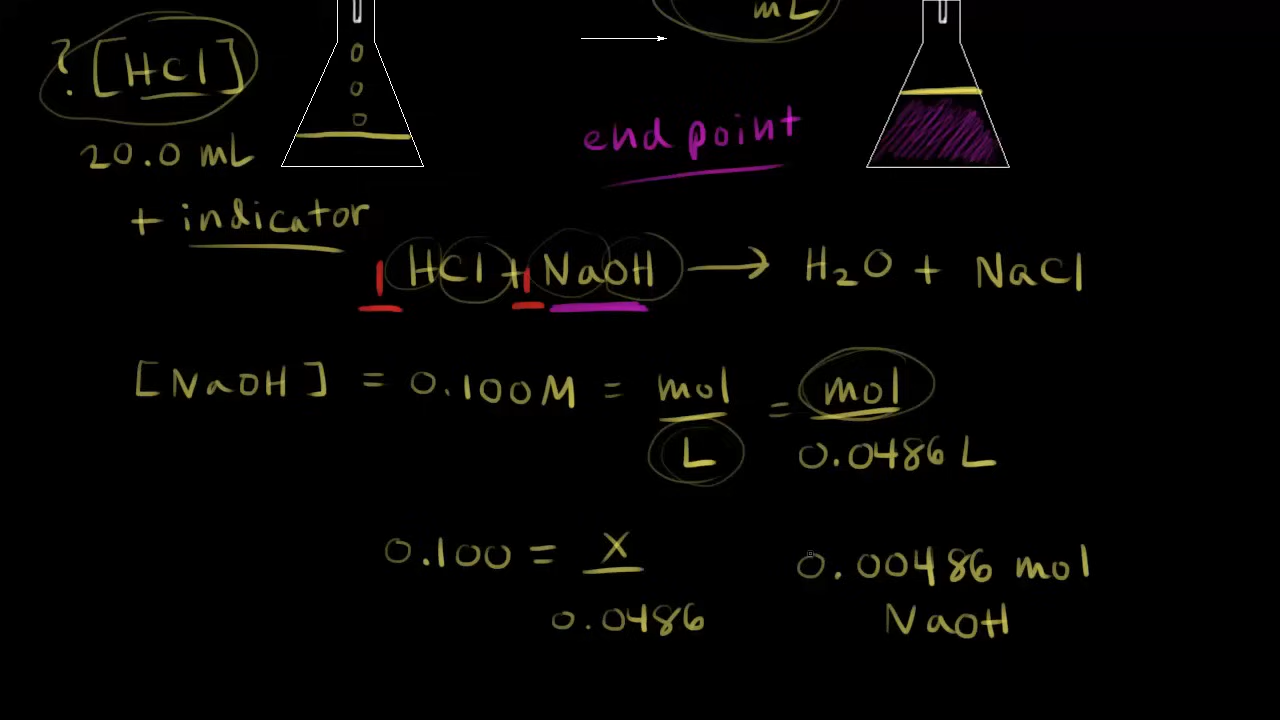 mL
? [HCl]
20.0 mL
+ indicator
end point
1 HCl + 1 NaOH → H₂O + NaCl
[NaOH] = 0.100 M = mol / L = mol / 0.0486 L
0.100 = X / 0.0486
0.00486 mol
NaOH